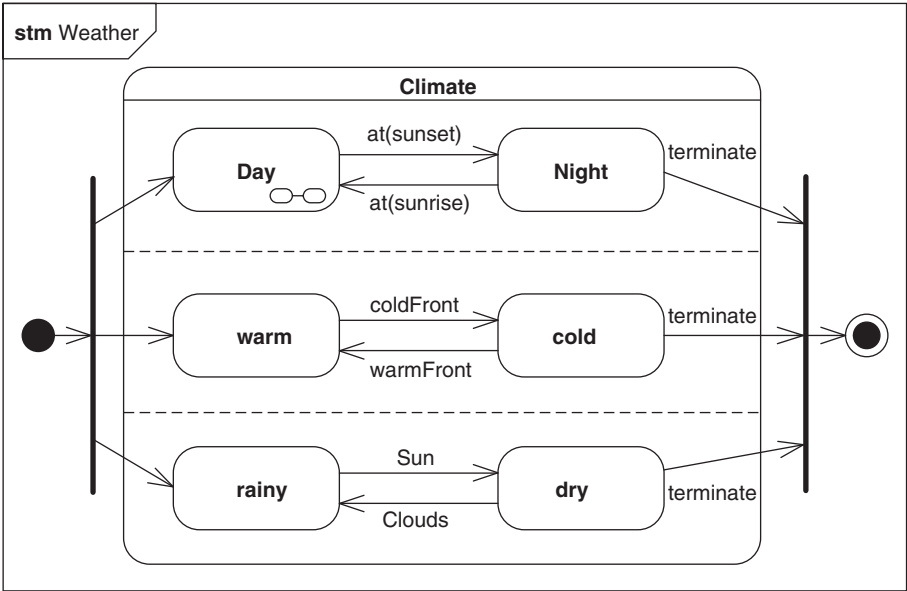 stm Weather
Climate
Day
at(sunset)
Night
terminate
at(sunrise)
warm
coldFront
cold
terminate
warmFront
rainy
Sun
dry
terminate
Clouds